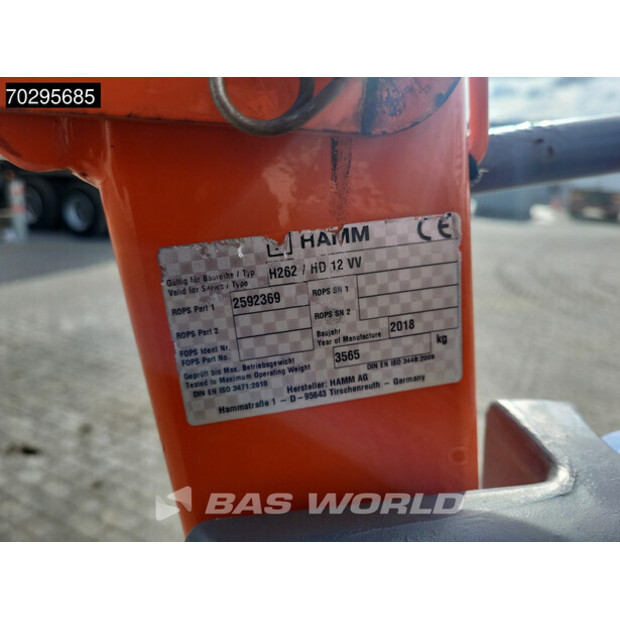 70295685
HAMM CE
Gültig für Baureihe / Typ
Valid for Series / Type H262 / HD 12 VV
ROPS Part 1 2592369 ROPS SN 1
ROPS Part 2 ROPS SN 2
FOPS Ident Nr.
FOPS Part No. Baujahr
Year of Manufacture 2018
Geprüft bis Max. Betriebsgewicht
Tested to Maximum Operating Weight 3565 kg
DIN EN ISO 3471:2010 DIN EN ISO 3449:2009
Hersteller: HAMM AG
Hammstraße 1 - D - 95643 Tirschenreuth - Germany
BAS WORLD